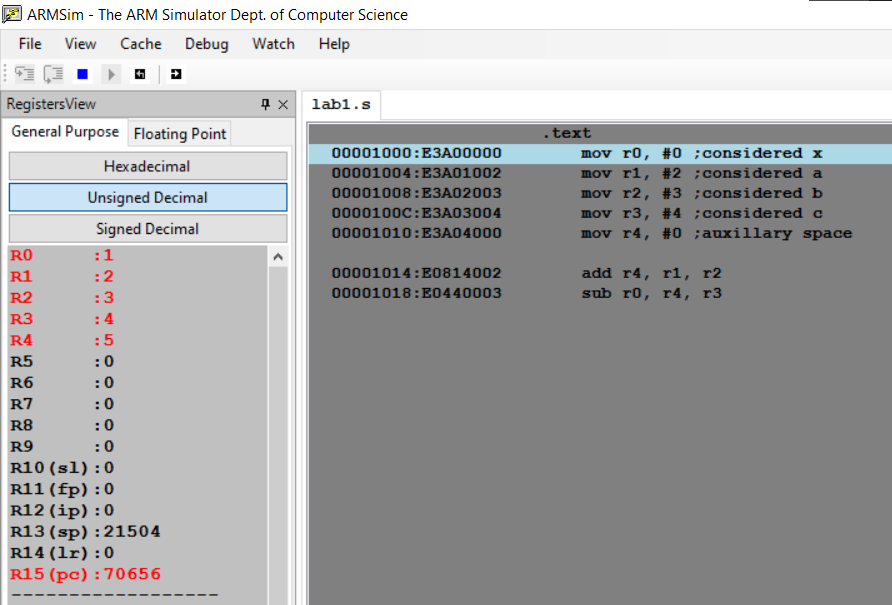 ARMSim - The ARM Simulator Dept. of Computer Science
File View Cache Debug Watch Help
RegistersView
General Purpose Floating Point
Hexadecimal
Unsigned Decimal
Signed Decimal
R0 :1
R1 :2
R2 :3
R3 :4
R4 :5
R5 :0
R6 :0
R7 :0
R8 :0
R9 :0
R10(sl):0
R11(fp):0
R12(ip):0
R13(sp):21504
R14(lr):0
R15(pc):70656
------------------
lab1.s
.text
00001000:E3A00000 mov r0, #0 ;considered x
00001004:E3A01002 mov r1, #2 ;considered a
00001008:E3A02003 mov r2, #3 ;considered b
0000100C:E3A03004 mov r3, #4 ;considered c
00001010:E3A04000 mov r4, #0 ;auxillary space
00001014:E0814002 add r4, r1, r2
00001018:E0440003 sub r0, r4, r3